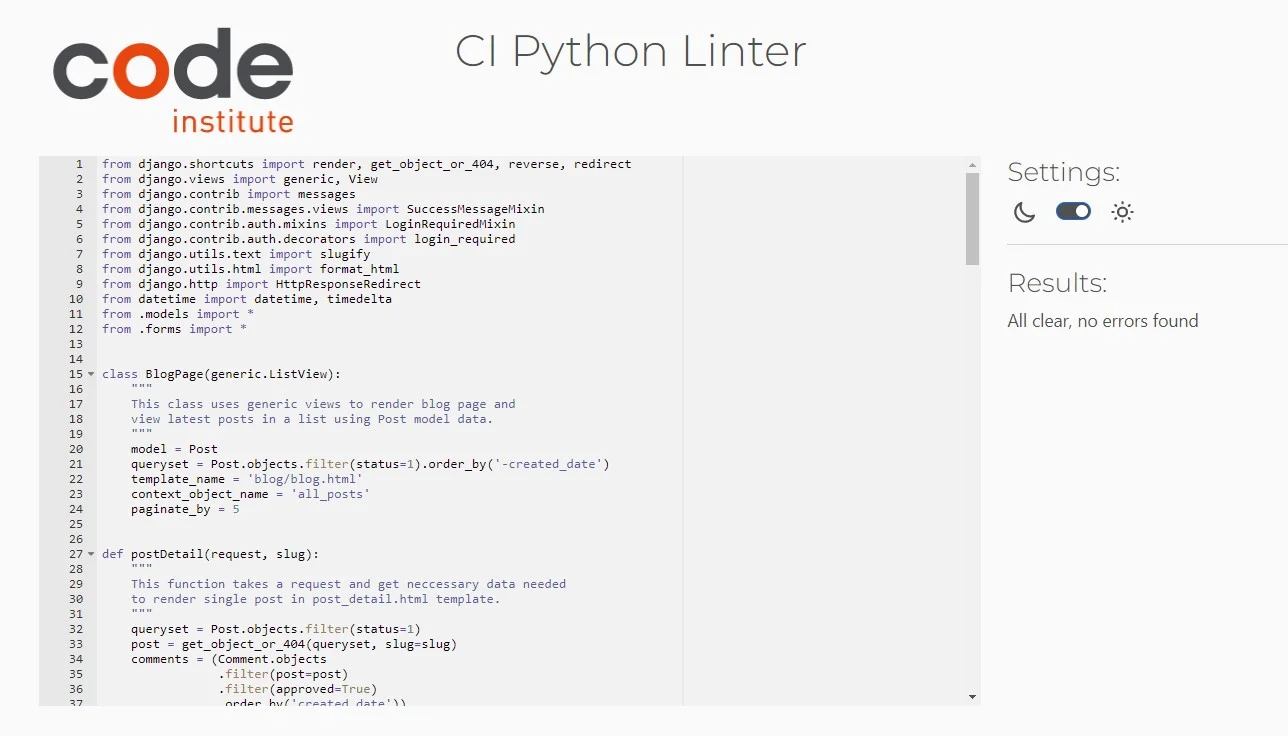 code
institute
CI Python Linter
1 from django.shortcuts import render, get_object_or_404, reverse, redirect
2 from django.views import generic, View
3 from django.contrib import messages
4 from django.contrib.messages.views import SuccessMessageMixin
5 from django.contrib.auth.mixins import LoginRequiredMixin
6 from django.contrib.auth.decorators import login_required
7 from django.utils.text import slugify
8 from django.utils.html import format_html
9 from django.http import HttpResponseRedirect
10 from datetime import datetime, timedelta
11 from .models import *
12 from .forms import *
13
14
15 class BlogPage(generic.ListView):
16     """
17     This class uses generic views to render blog page and
18     view latest posts in a list using Post model data.
19     """
20     model = Post
21     queryset = Post.objects.filter(status=1).order_by('-created_date')
22     template_name = 'blog/blog.html'
23     context_object_name = 'all_posts'
24     paginate_by = 5
25
26
27 def postDetail(request, slug):
28     """
29     This function takes a request and get neccessary data needed
30     to render single post in post_detail.html template.
31     """
32     queryset = Post.objects.filter(status=1)
33     post = get_object_or_404(queryset, slug=slug)
34     comments = (Comment.objects
35                 .filter(post=post)
36                 .filter(approved=True)
37                 .order_by('created_date'))
Settings:
Results:
All clear, no errors found